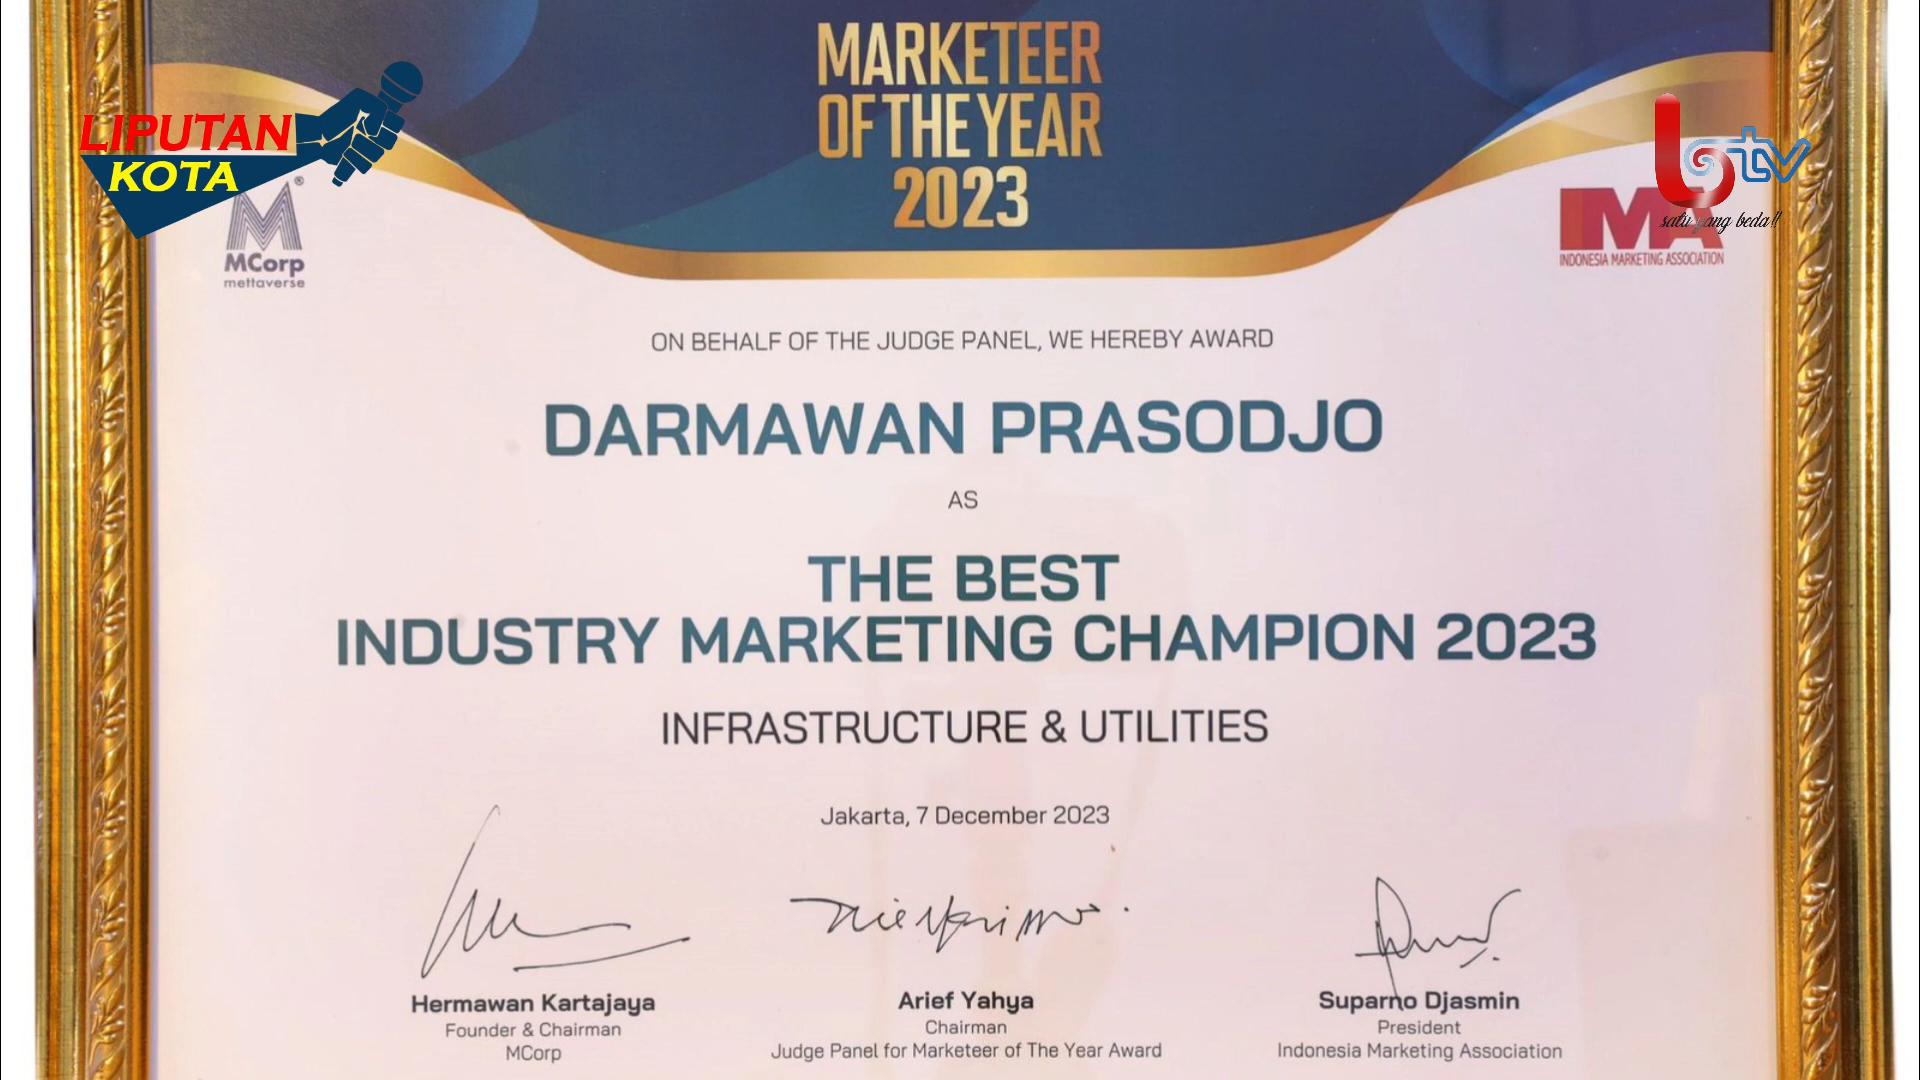 MARKETEER
OF THE YEAR
2023
LIPUTAN
KOTA
btv
satu yang beda!!
M®
MCorp
mettaverse
IMA
INDONESIA MARKETING ASSOCIATION
ON BEHALF OF THE JUDGE PANEL, WE HEREBY AWARD
DARMAWAN PRASODJO
AS
THE BEST
INDUSTRY MARKETING CHAMPION 2023
INFRASTRUCTURE & UTILITIES
Jakarta, 7 December 2023
Hermawan Kartajaya
Founder & Chairman
MCorp
Arief Yahya
Chairman
Judge Panel for Marketeer of The Year Award
Suparno Djasmin
President
Indonesia Marketing Association